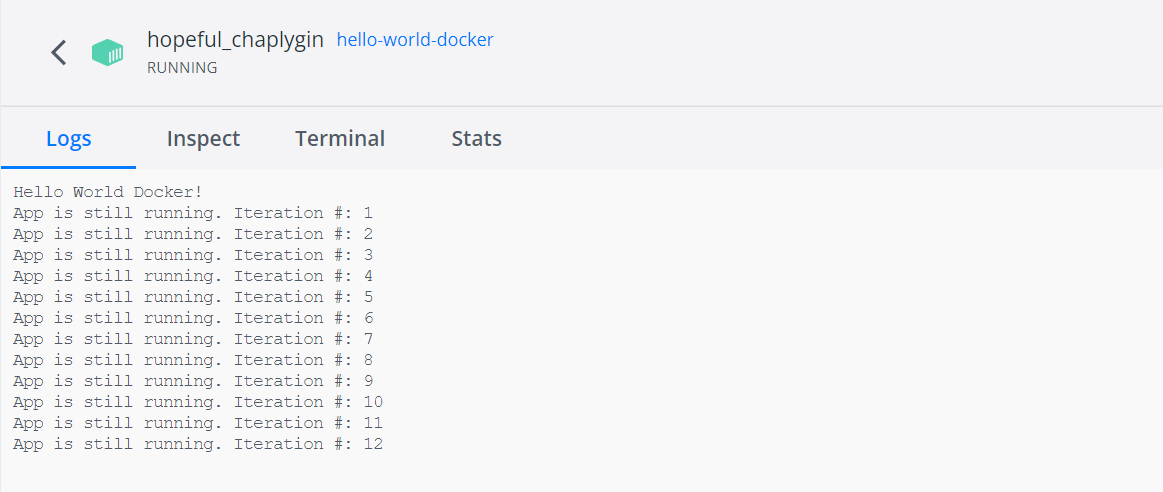 hopeful_chaplygin hello-world-docker
RUNNING
Logs Inspect Terminal Stats
Hello World Docker!
App is still running. Iteration #: 1
App is still running. Iteration #: 2
App is still running. Iteration #: 3
App is still running. Iteration #: 4
App is still running. Iteration #: 5
App is still running. Iteration #: 6
App is still running. Iteration #: 7
App is still running. Iteration #: 8
App is still running. Iteration #: 9
App is still running. Iteration #: 10
App is still running. Iteration #: 11
App is still running. Iteration #: 12